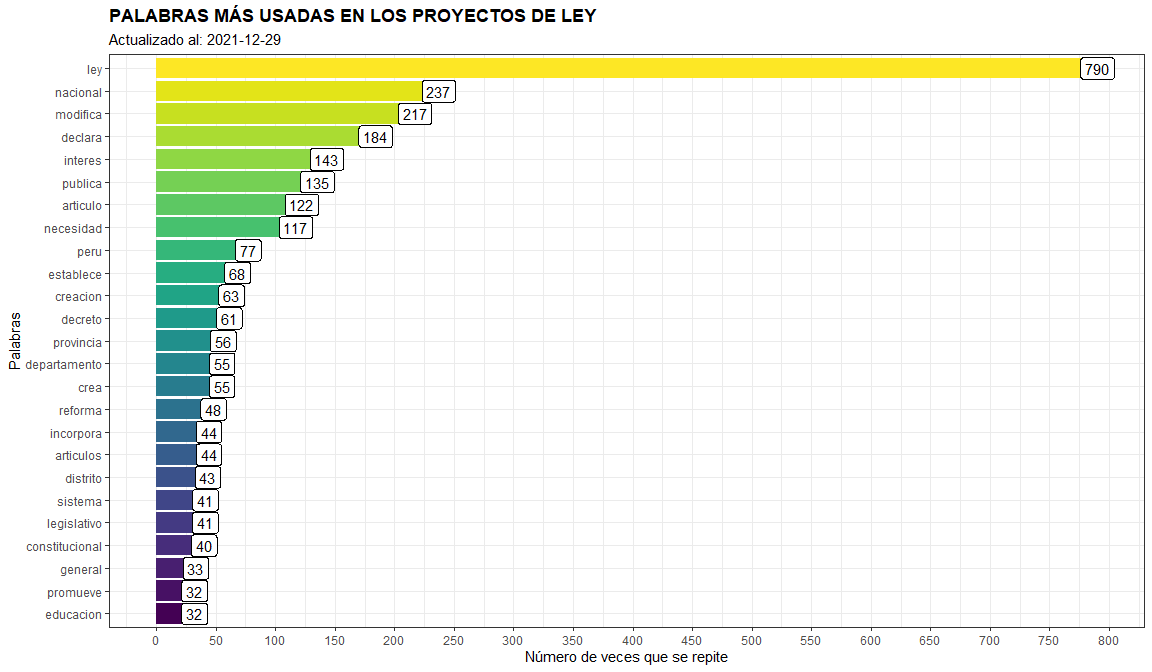 PALABRAS MÁS USADAS EN LOS PROYECTOS DE LEY
Actualizado al: 2021-12-29
Palabras
ley 790
nacional 237
modifica 217
declara 184
interes 143
publica 135
articulo 122
necesidad 117
peru 77
establece 68
creacion 63
decreto 61
provincia 56
departamento 55
crea 55
reforma 48
incorpora 44
articulos 44
distrito 43
sistema 41
legislativo 41
constitucional 40
general 33
promueve 32
educacion 32
0 50 100 150 200 250 300 350 400 450 500 550 600 650 700 750 800
Número de veces que se repite